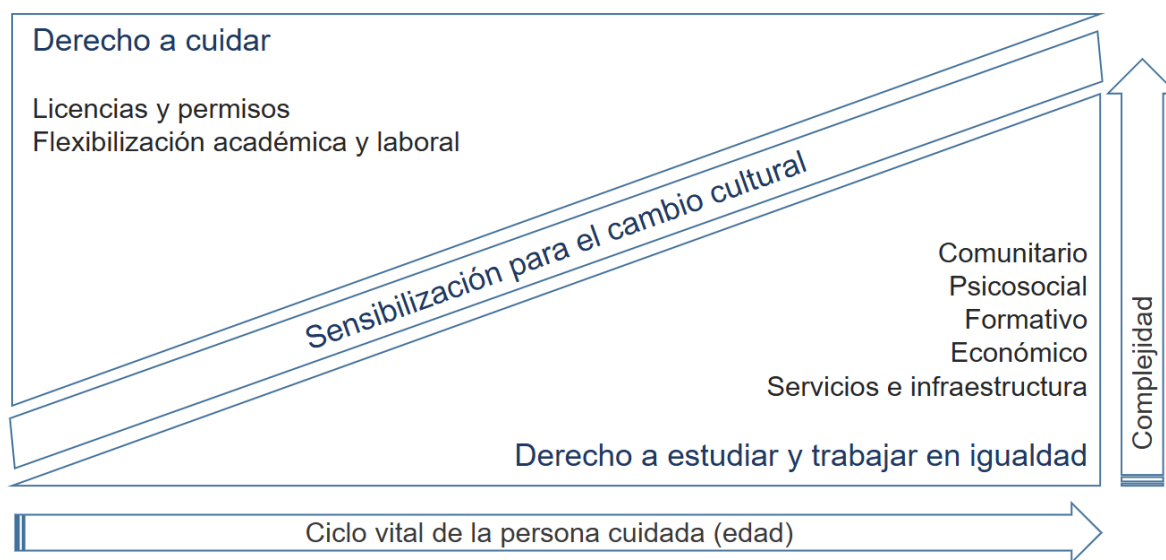 Derecho a cuidar
Licencias y permisos
Flexibilización académica y laboral
Sensibilización para el cambio cultural
Comunitario
Psicosocial
Formativo
Económico
Servicios e infraestructura
Derecho a estudiar y trabajar en igualdad
Complejidad
Ciclo vital de la persona cuidada (edad)